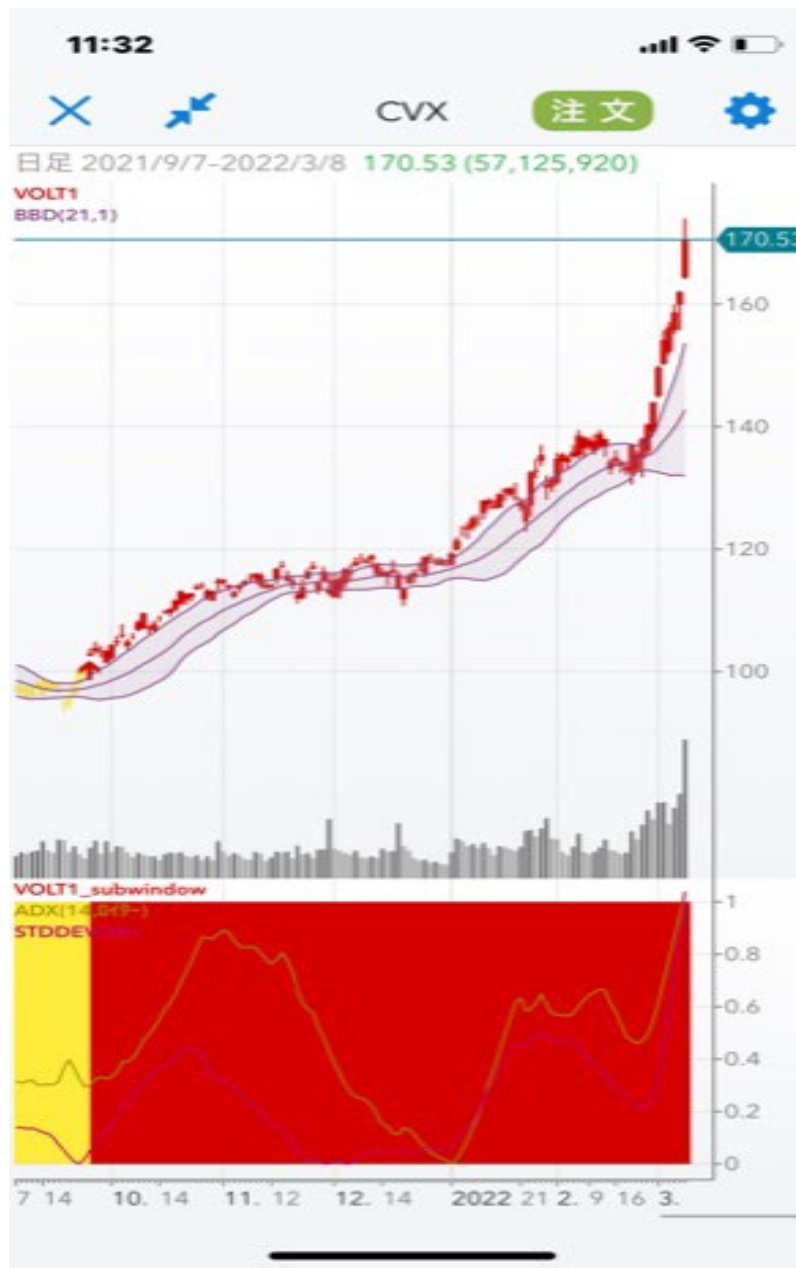 11:32
CVX 注文
日足 2021/9/7-2022/3/8 170.53 (57,125,920)
VOLT1
BBD(21,1)
170.53
160
140
120
100
VOLT1_subwindow
ADX(14,
STDDEV
1
0.8
0.6
0.4
0.2
0
7 14 10. 14 11. 12 12. 14 2022 21 2. 9 16 3.